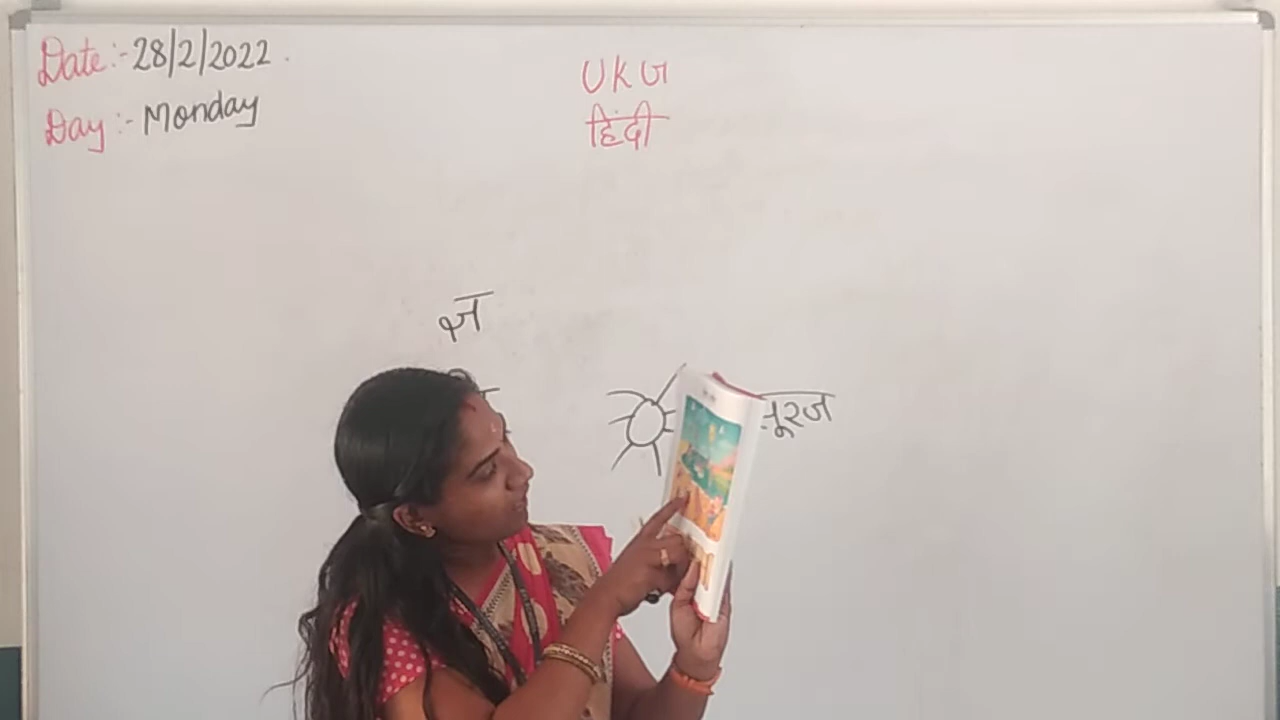 Date:- 28/2/2022.
Day:- Monday
UKG
हिंदी
ज
सूरज